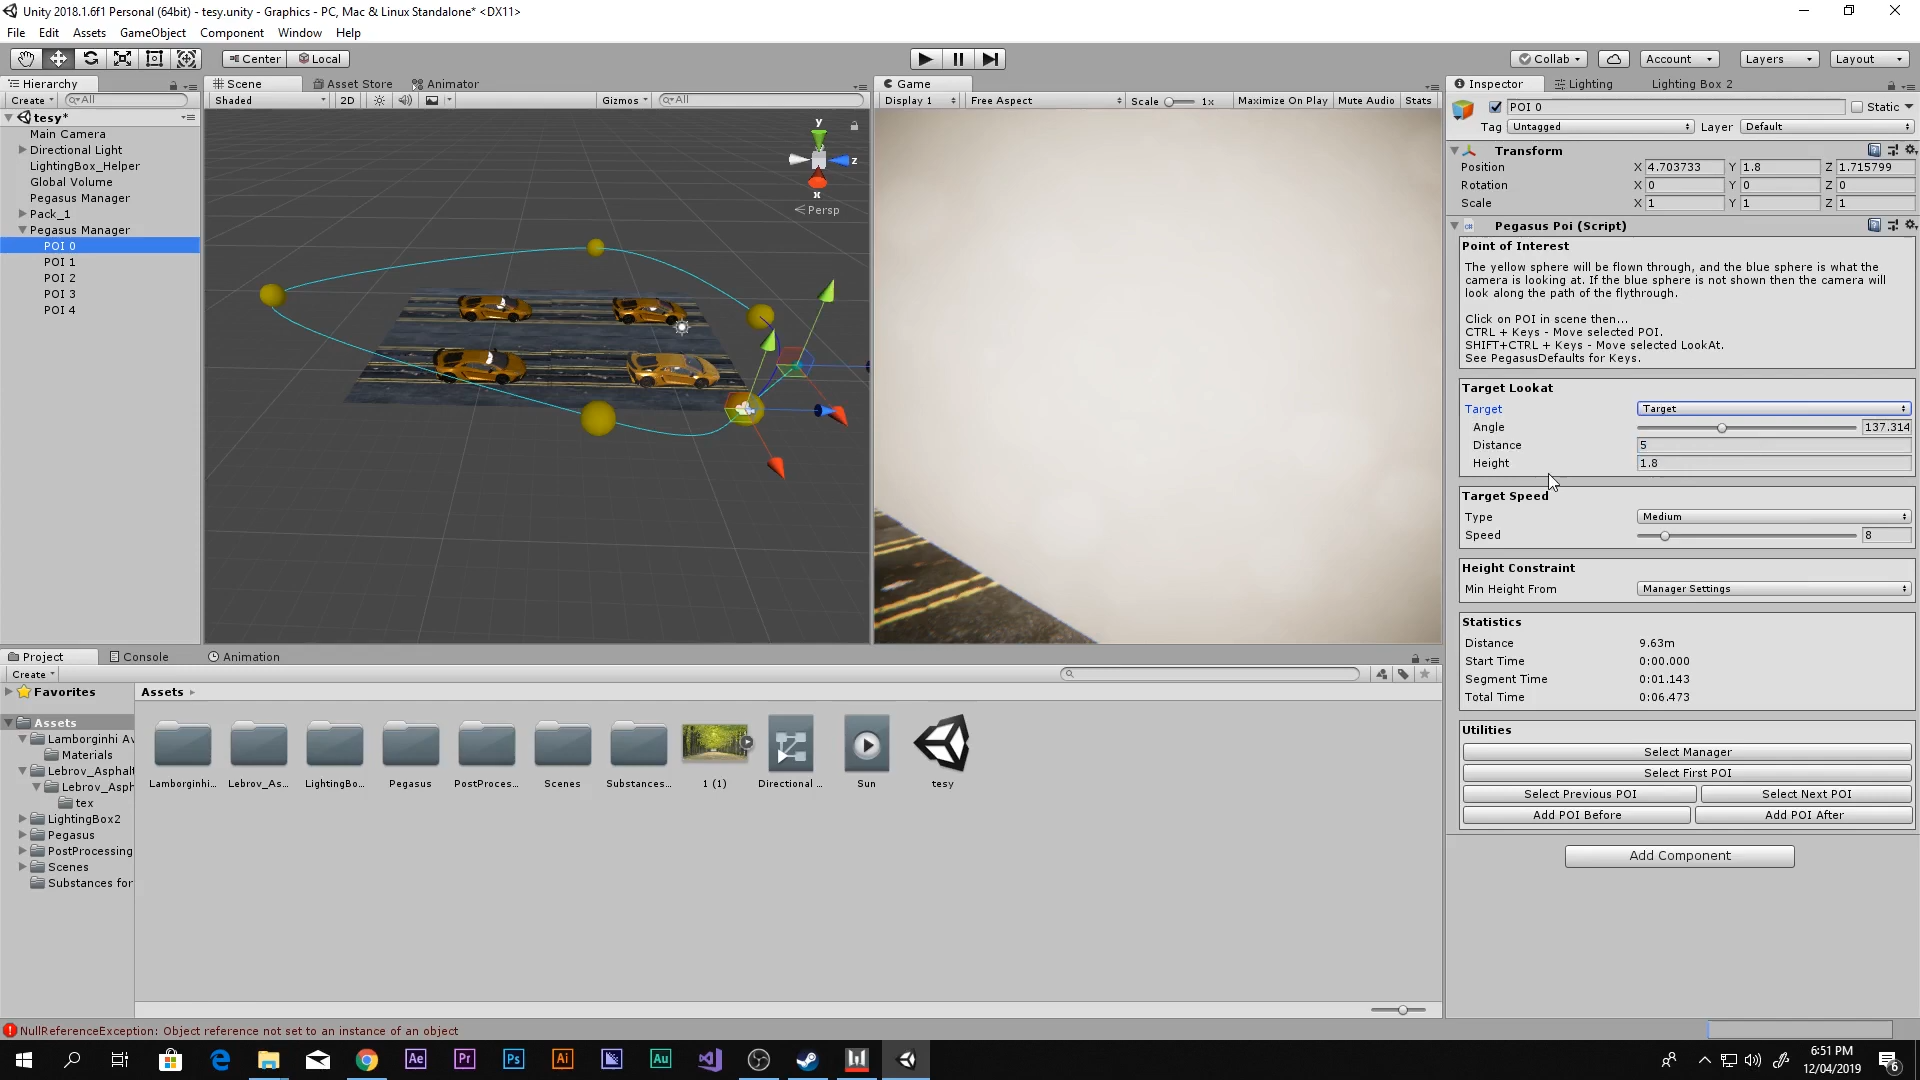 Unity 2018.1.6f1 Personal (64bit) - tesy.unity - Graphics - PC, Mac & Linux Standalone* <DX11>
File Edit Assets GameObject Component Window Help
Center Local Collab Account Layers Layout
Hierarchy Scene Asset Store Animator Game Inspector Lighting Lighting Box 2
Create All Shaded 2D Gizmos All Display 1 Free Aspect Scale 1x Maximize On Play Mute Audio Stats POI 0 Static
tesy*
Main Camera
Directional Light
LightingBox_Helper
Global Volume
Pegasus Manager
Pack_1
Pegasus Manager
POI 0
POI 1
POI 2
POI 3
POI 4
y
z
x
Persp
Tag Untagged Layer Default
Transform
Position X 4.703733 Y 1.8 Z 1.715799
Rotation X 0 Y 0 Z 0
Scale X 1 Y 1 Z 1
Pegasus Poi (Script)
Point of Interest
The yellow sphere will be flown through, and the blue sphere is what the
camera is looking at. If the blue sphere is not shown then the camera will
look along the path of the flythrough.
Click on POI in scene then...
CTRL + Keys - Move selected POI.
SHIFT+CTRL + Keys - Move selected LookAt.
See PegasusDefaults for Keys.
Target Lookat
Target Target
Angle 137.314
Distance 5
Height 1.8
Target Speed
Type Medium
Speed 8
Height Constraint
Min Height From Manager Settings
Statistics
Distance 9.63m
Start Time 0:00.000
Segment Time 0:01.143
Total Time 0:06.473
Utilities
Select Manager
Select First POI
Select Previous POI Select Next POI
Add POI Before Add POI After
Add Component
Project Console Animation
Create
Favorites
Assets
Lamborginhi Av
Materials
Lebrov_Asphalt
Lebrov_Asph
tex
LightingBox2
Pegasus
PostProcessing
Scenes
Substances for
Assets
Lamborginhi... Lebrov_As... LightingBo... Pegasus PostProces... Scenes Substances... 1 (1) Directional ... Sun tesy
NullReferenceException: Object reference not set to an instance of an object
Ae Pr Ps Ai Au
6:51 PM
12/04/2019
6